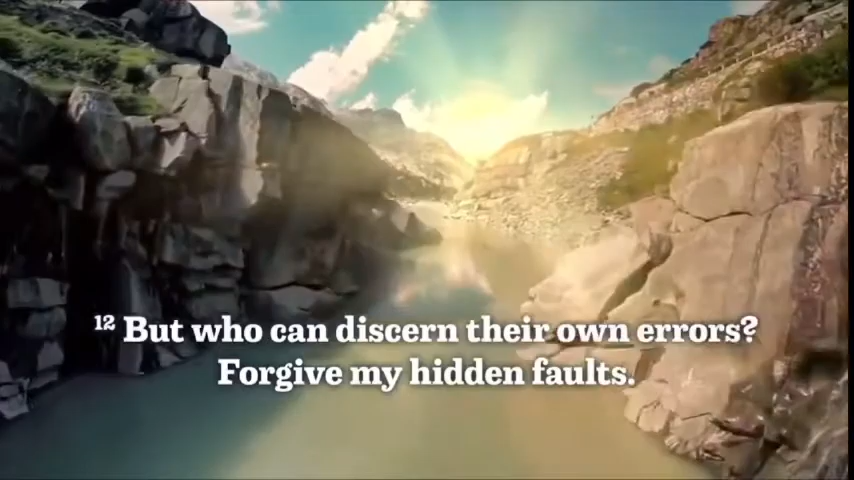 12 But who can discern their own errors?
Forgive my hidden faults.